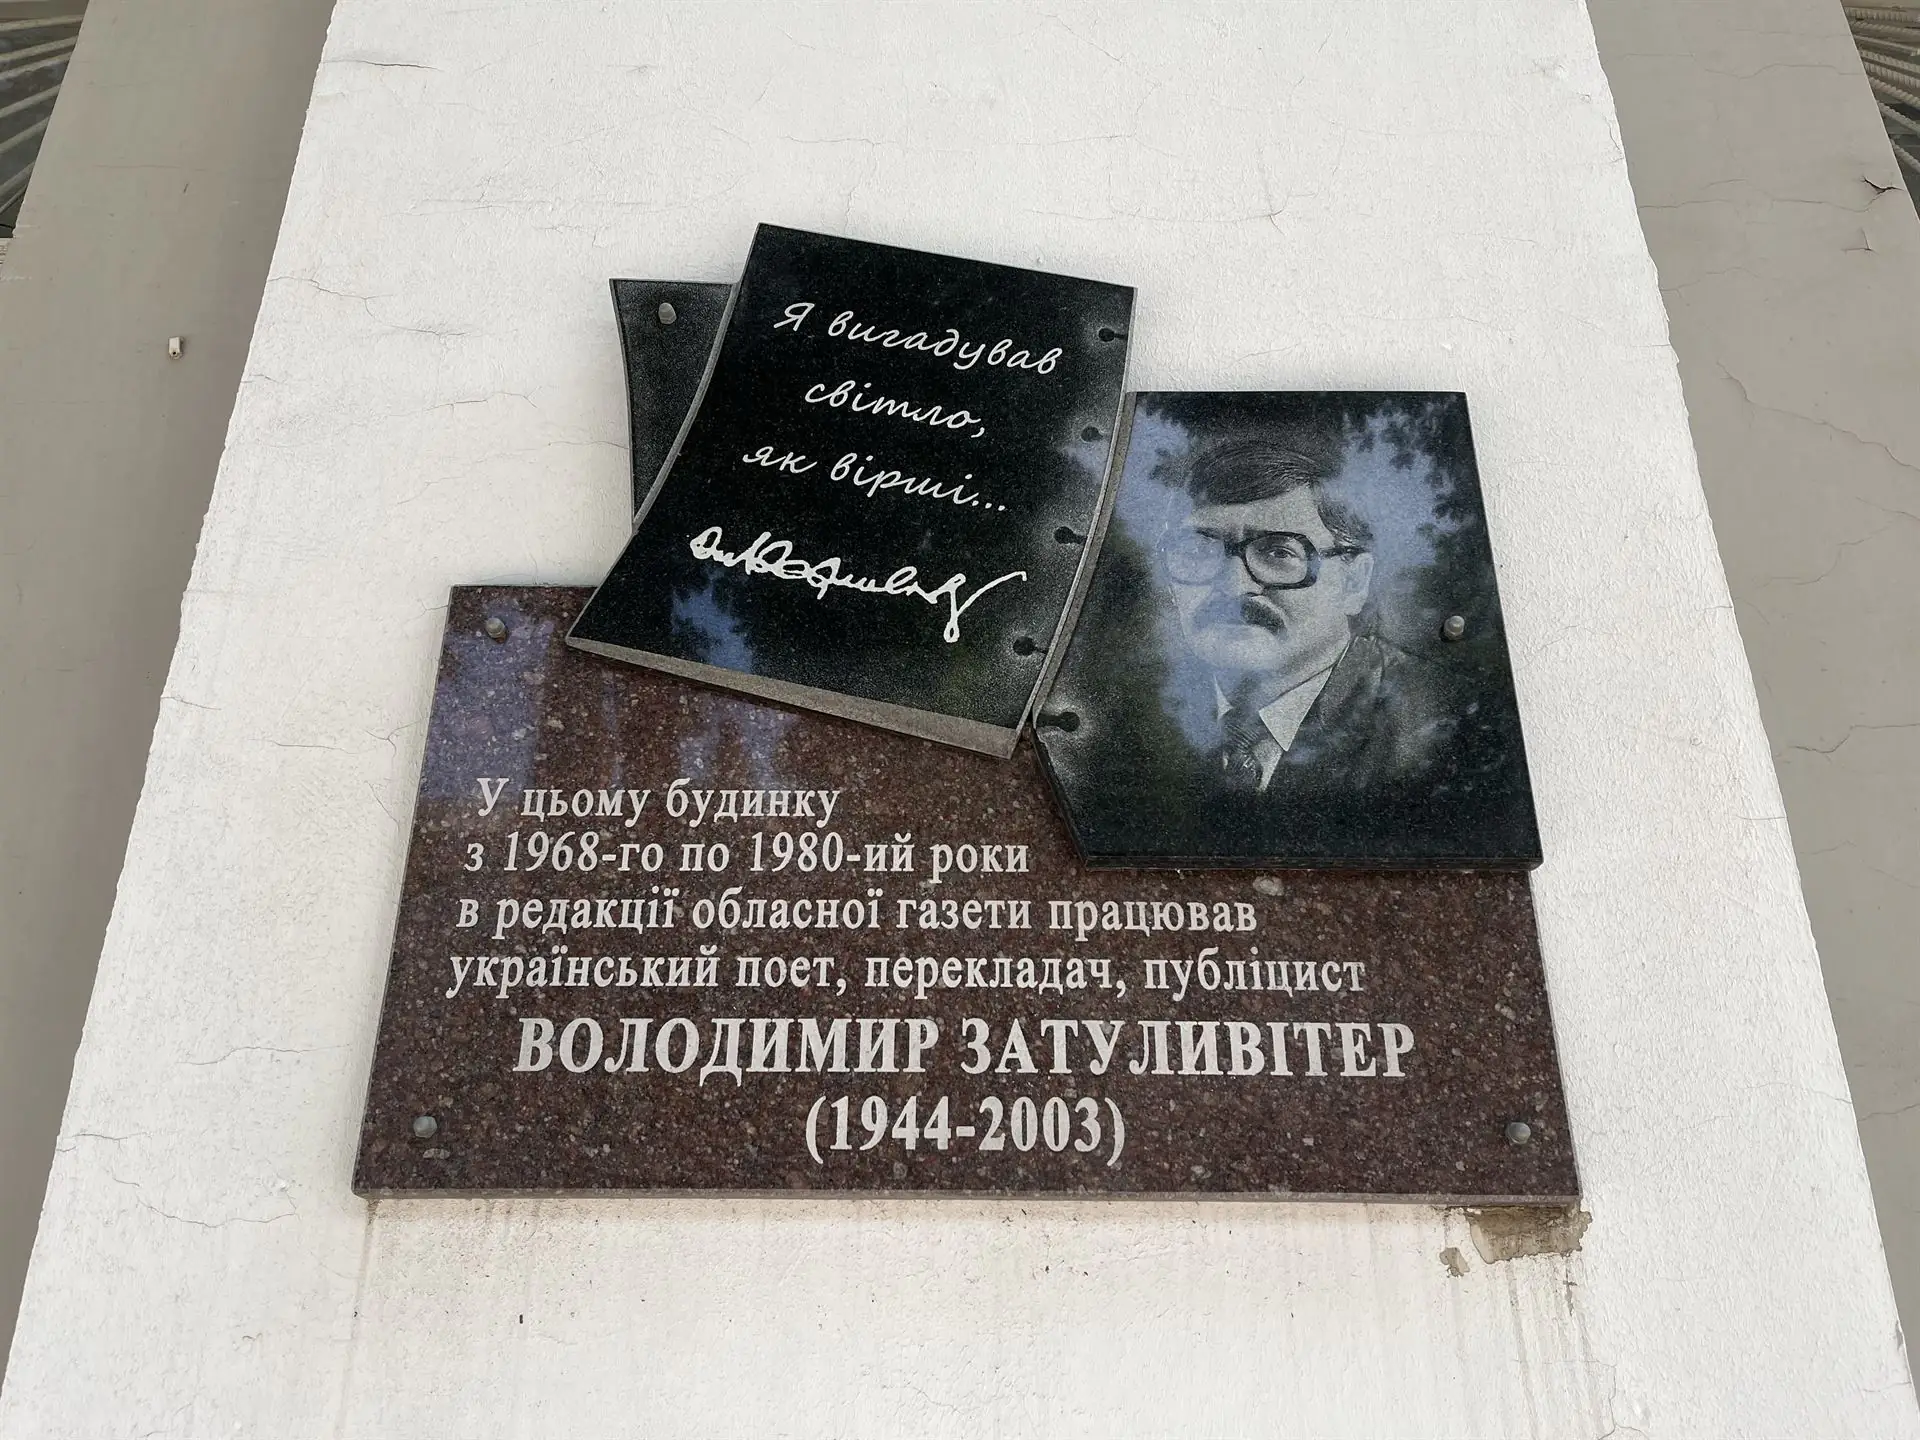 Я вигадував
світло,
як вірші...
У цьому будинку
з 1968-го по 1980-ий роки
в редакції обласної газети працював
український поет, перекладач, публіцист
ВОЛОДИМИР ЗАТУЛИВІТЕР
(1944-2003)